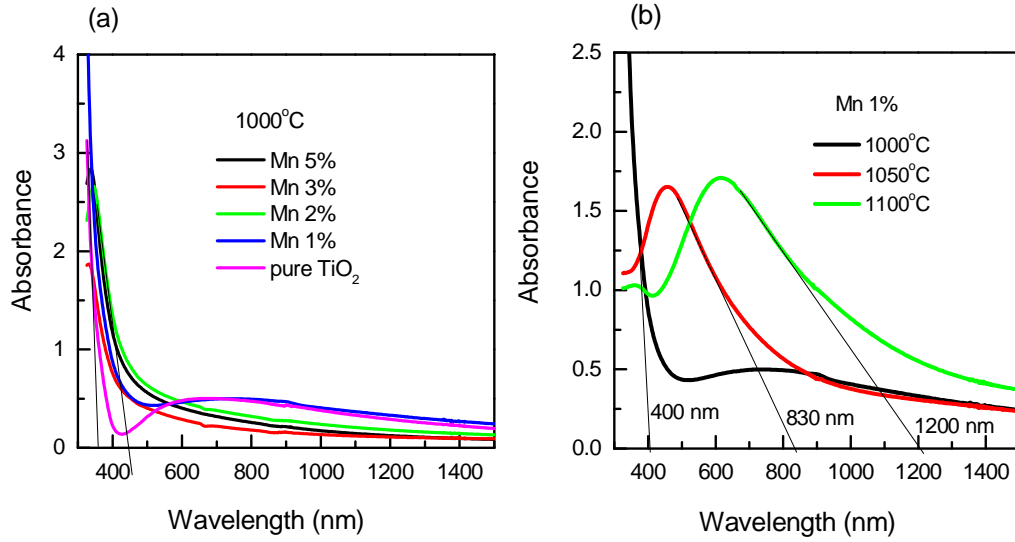 (a)
4
3
2
1
0
Absorbance
400 600 800 1000 1200 1400
Wavelength (nm)
1000°C
Mn 5%
Mn 3%
Mn 2%
Mn 1%
pure TiO₂
(b)
2.5
2.0
1.5
1.0
0.5
0.0
Absorbance
400 600 800 1000 1200 1400
Wavelength (nm)
Mn 1%
1000°C
1050°C
1100°C
400 nm
830 nm
1200 nm